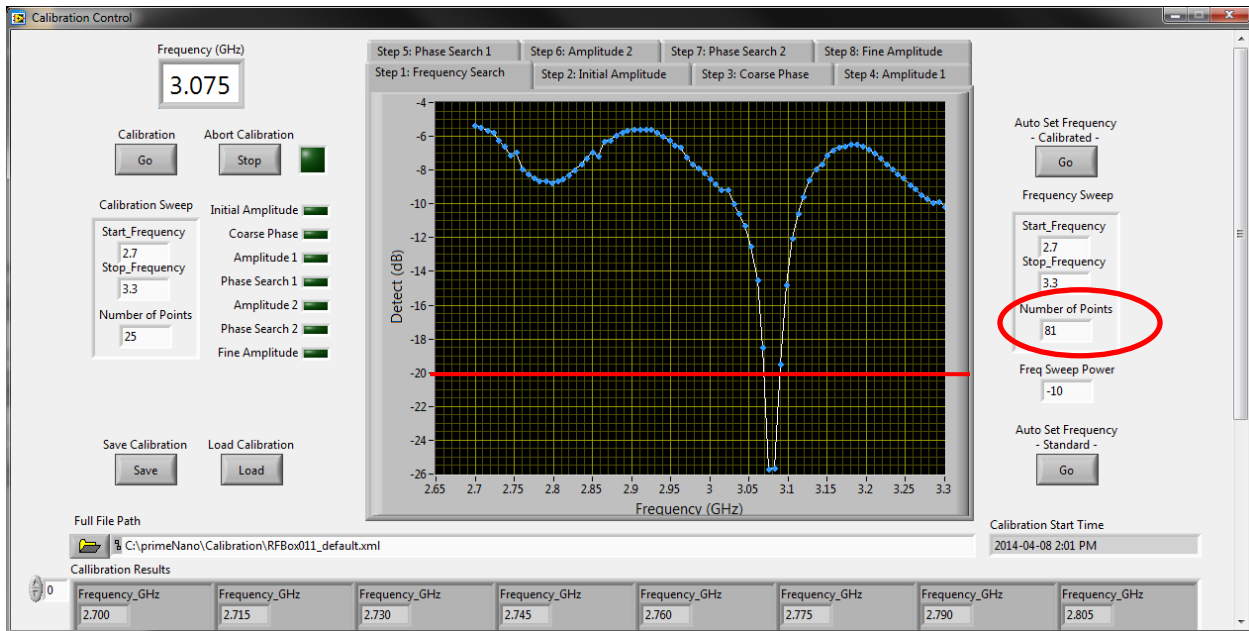 Calibration Control
Frequency (GHz)
3.075
Calibration
Go
Abort Calibration
Stop
Calibration Sweep
Start_Frequency
2.7
Stop_Frequency
3.3
Number of Points
25
Initial Amplitude
Coarse Phase
Amplitude 1
Phase Search 1
Amplitude 2
Phase Search 2
Fine Amplitude
Save Calibration
Save
Load Calibration
Load
Step 5: Phase Search 1
Step 6: Amplitude 2
Step 7: Phase Search 2
Step 8: Fine Amplitude
Step 1: Frequency Search
Step 2: Initial Amplitude
Step 3: Coarse Phase
Step 4: Amplitude 1
Detect (dB)
-4
-6
-8
-10
-12
-14
-16
-18
-20
-22
-24
-26
2.65 2.7 2.75 2.8 2.85 2.9 2.95 3 3.05 3.1 3.15 3.2 3.25 3.3
Frequency (GHz)
Auto Set Frequency
- Calibrated -
Go
Frequency Sweep
Start_Frequency
2.7
Stop_Frequency
3.3
Number of Points
81
Freq Sweep Power
-10
Auto Set Frequency
- Standard -
Go
Full File Path
C:\primeNano\Calibration\RFBox011_default.xml
Calibration Start Time
2014-04-08 2:01 PM
Callibration Results
0
Frequency_GHz Frequency_GHz Frequency_GHz Frequency_GHz Frequency_GHz Frequency_GHz Frequency_GHz Frequency_GHz
2.700 2.715 2.730 2.745 2.760 2.775 2.790 2.805